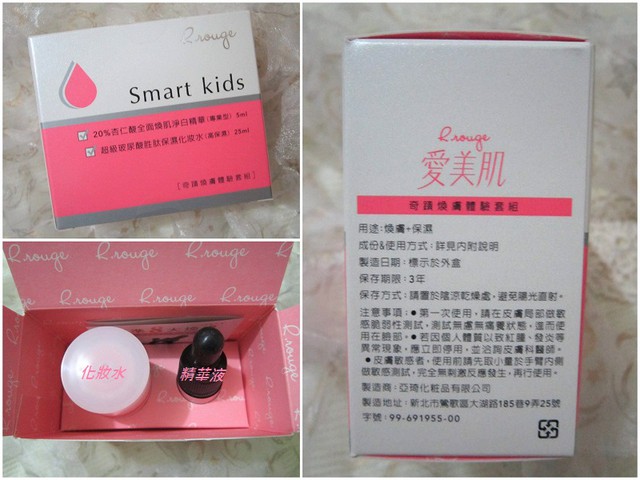 R.rouge
Smart kids
20%杏仁酸全面煥肌淨白精華(專業型) 5ml
超級玻尿酸胜肽保濕化妝水(高保濕) 25ml
[奇蹟煥膚體驗套組]
R.rouge
愛美肌
奇蹟煥膚體驗套組
用途:煥膚+保濕
成份&使用方式:詳見內附說明
製造日期:標示於外盒
保存期限:3年
保存方式:請置於陰涼乾燥處,避免陽光直射。
注意事項:●第一次使用,請在皮膚局部做敏
感脆弱性測試,測試無慮無痛癢狀態,進而使
用在臉部。●若因個人體質以致紅腫、發炎等
異常現象,應立即停用,並洽詢皮膚科醫師。
●皮膚敏感者,使用前請先取小量於手臂內側
做敏感測試,完全無刺激反應發生,再行使用。
製造商:亞琦化粧品有限公司
製造地址:新北市鶯歌區大湖路185巷9弄25號
字號:99-691955-00
R.rouge R.rouge R.rouge
R.rouge R.rouge
化妝水
精華液